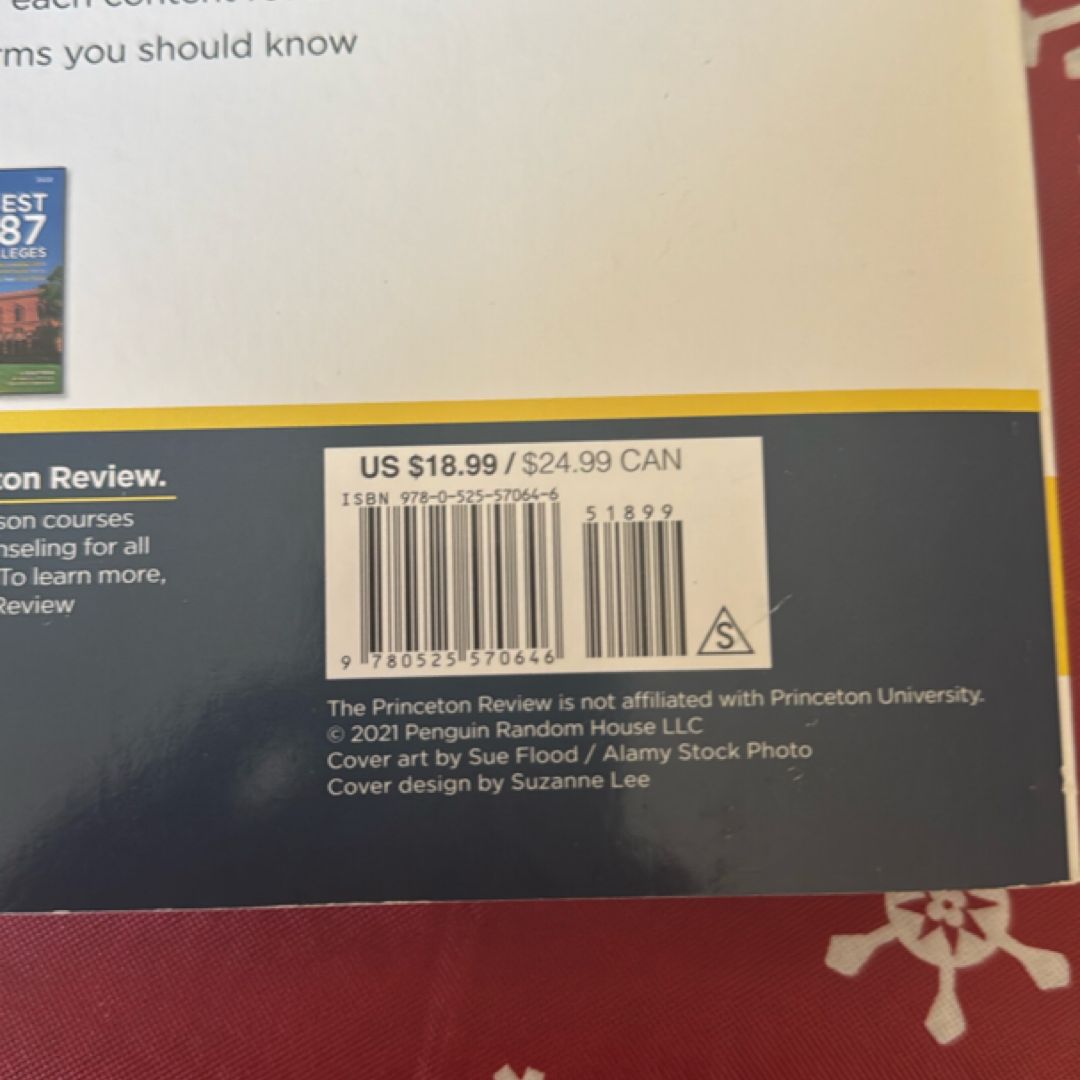 each content
rms you should know
EST
87
LEGES
ton Review.
son courses
nseling for all
To learn more,
Review
US $18.99 / $24.99 CAN
ISBN 978-0-525-57064-6
51899
9 780525 570646
S
The Princeton Review is not affiliated with Princeton University.
© 2021 Penguin Random House LLC
Cover art by Sue Flood / Alamy Stock Photo
Cover design by Suzanne Lee